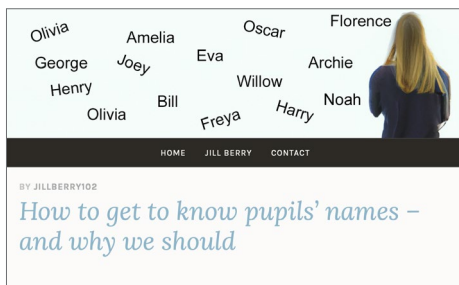 Olivia Amelia Oscar Florence
George Joey Eva Archie
Henry Willow
Olivia Bill Freya Harry Noah
HOME JILL BERRY CONTACT
BY JILLBERRY102
How to get to know pupils’ names –
and why we should